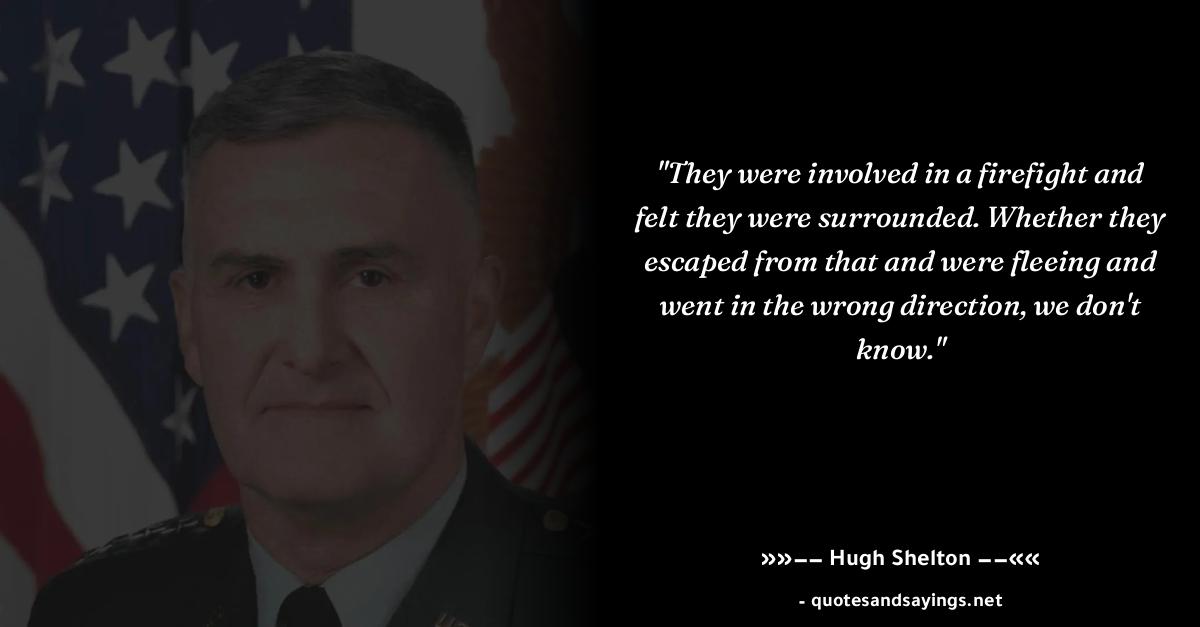 "They were involved in a firefight and
felt they were surrounded. Whether they
escaped from that and were fleeing and
went in the wrong direction, we don't
know."
»»–– Hugh Shelton ––««
- quotesandsayings.net